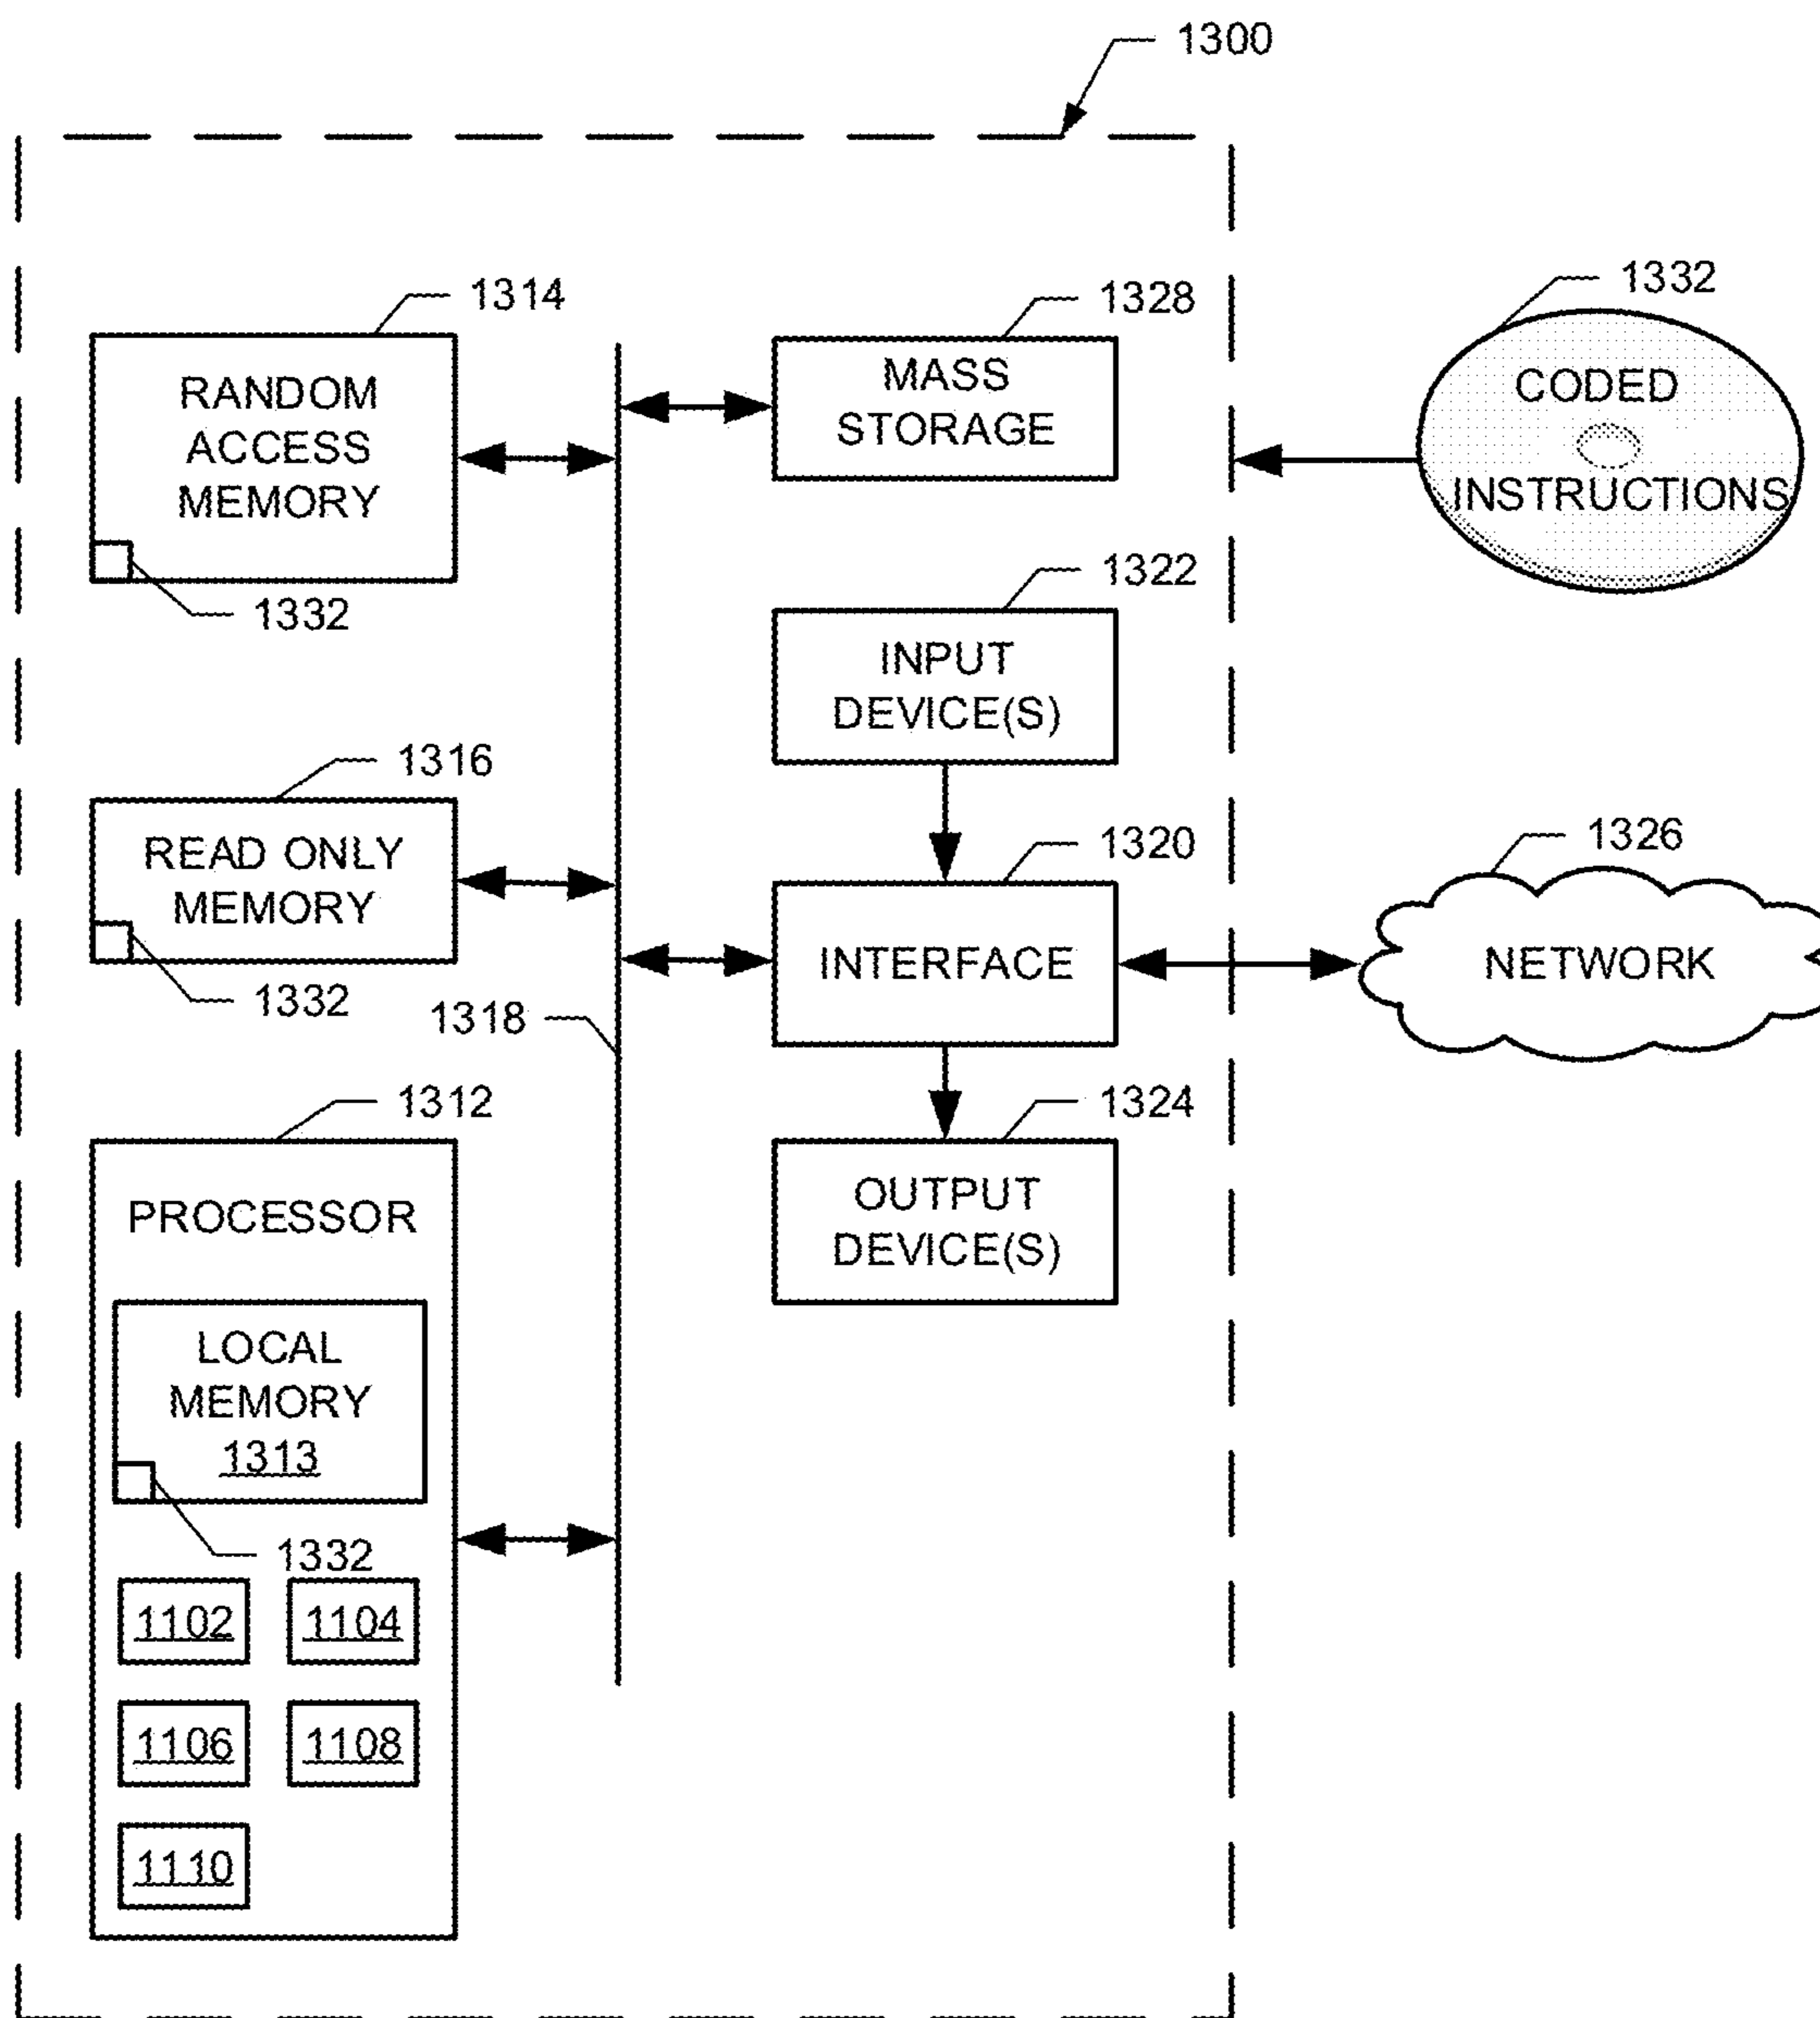 1300
1314
RANDOM
ACCESS
MEMORY
1332
1328
MASS
STORAGE
1332
CODED
INSTRUCTIONS
1322
INPUT
DEVICE(S)
1316
READ ONLY
MEMORY
1332
1318
1320
INTERFACE
1326
NETWORK
1312
PROCESSOR
LOCAL
MEMORY
1313
1332
1102
1104
1106
1108
1110
1324
OUTPUT
DEVICE(S)